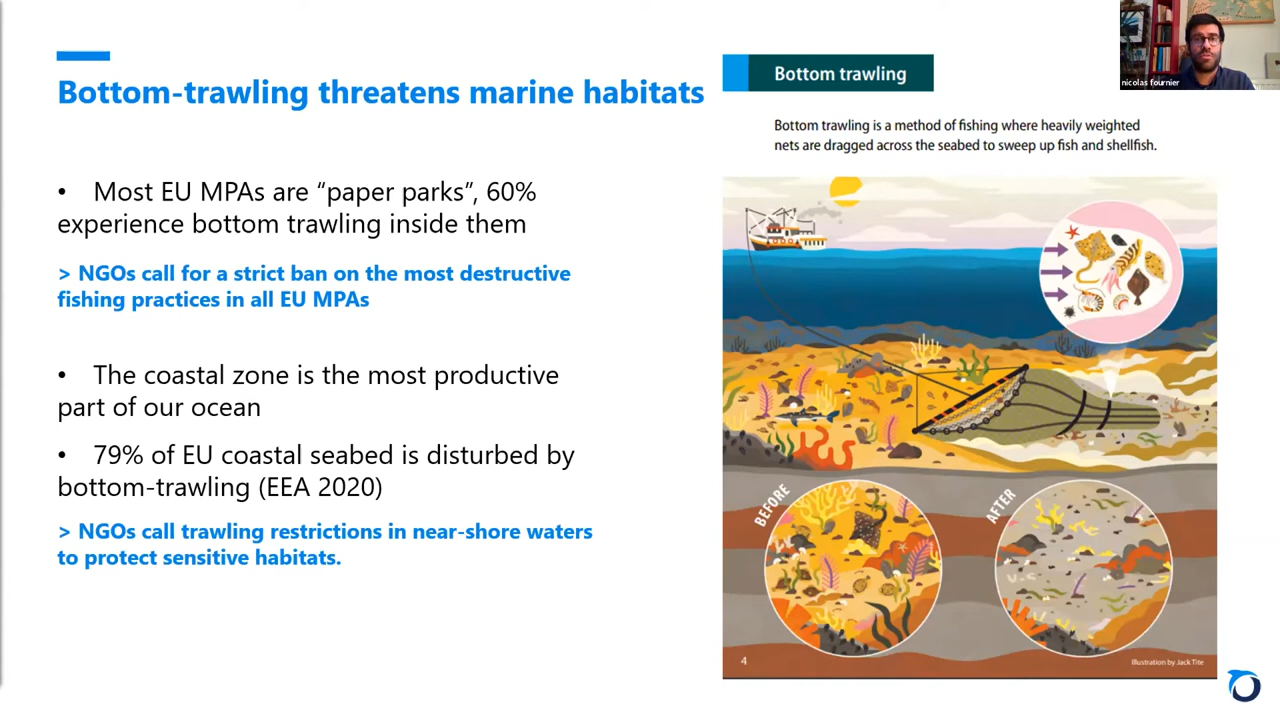 Bottom-trawling threatens marine habitats
• Most EU MPAs are “paper parks”, 60%
experience bottom trawling inside them
> NGOs call for a strict ban on the most destructive
fishing practices in all EU MPAs
• The coastal zone is the most productive
part of our ocean
• 79% of EU coastal seabed is disturbed by
bottom-trawling (EEA 2020)
> NGOs call trawling restrictions in near-shore waters
to protect sensitive habitats.
Bottom trawling
Bottom trawling is a method of fishing where heavily weighted
nets are dragged across the seabed to sweep up fish and shellfish.
BEFORE
AFTER
4
Illustration by Jack Tite
nicolas fournier